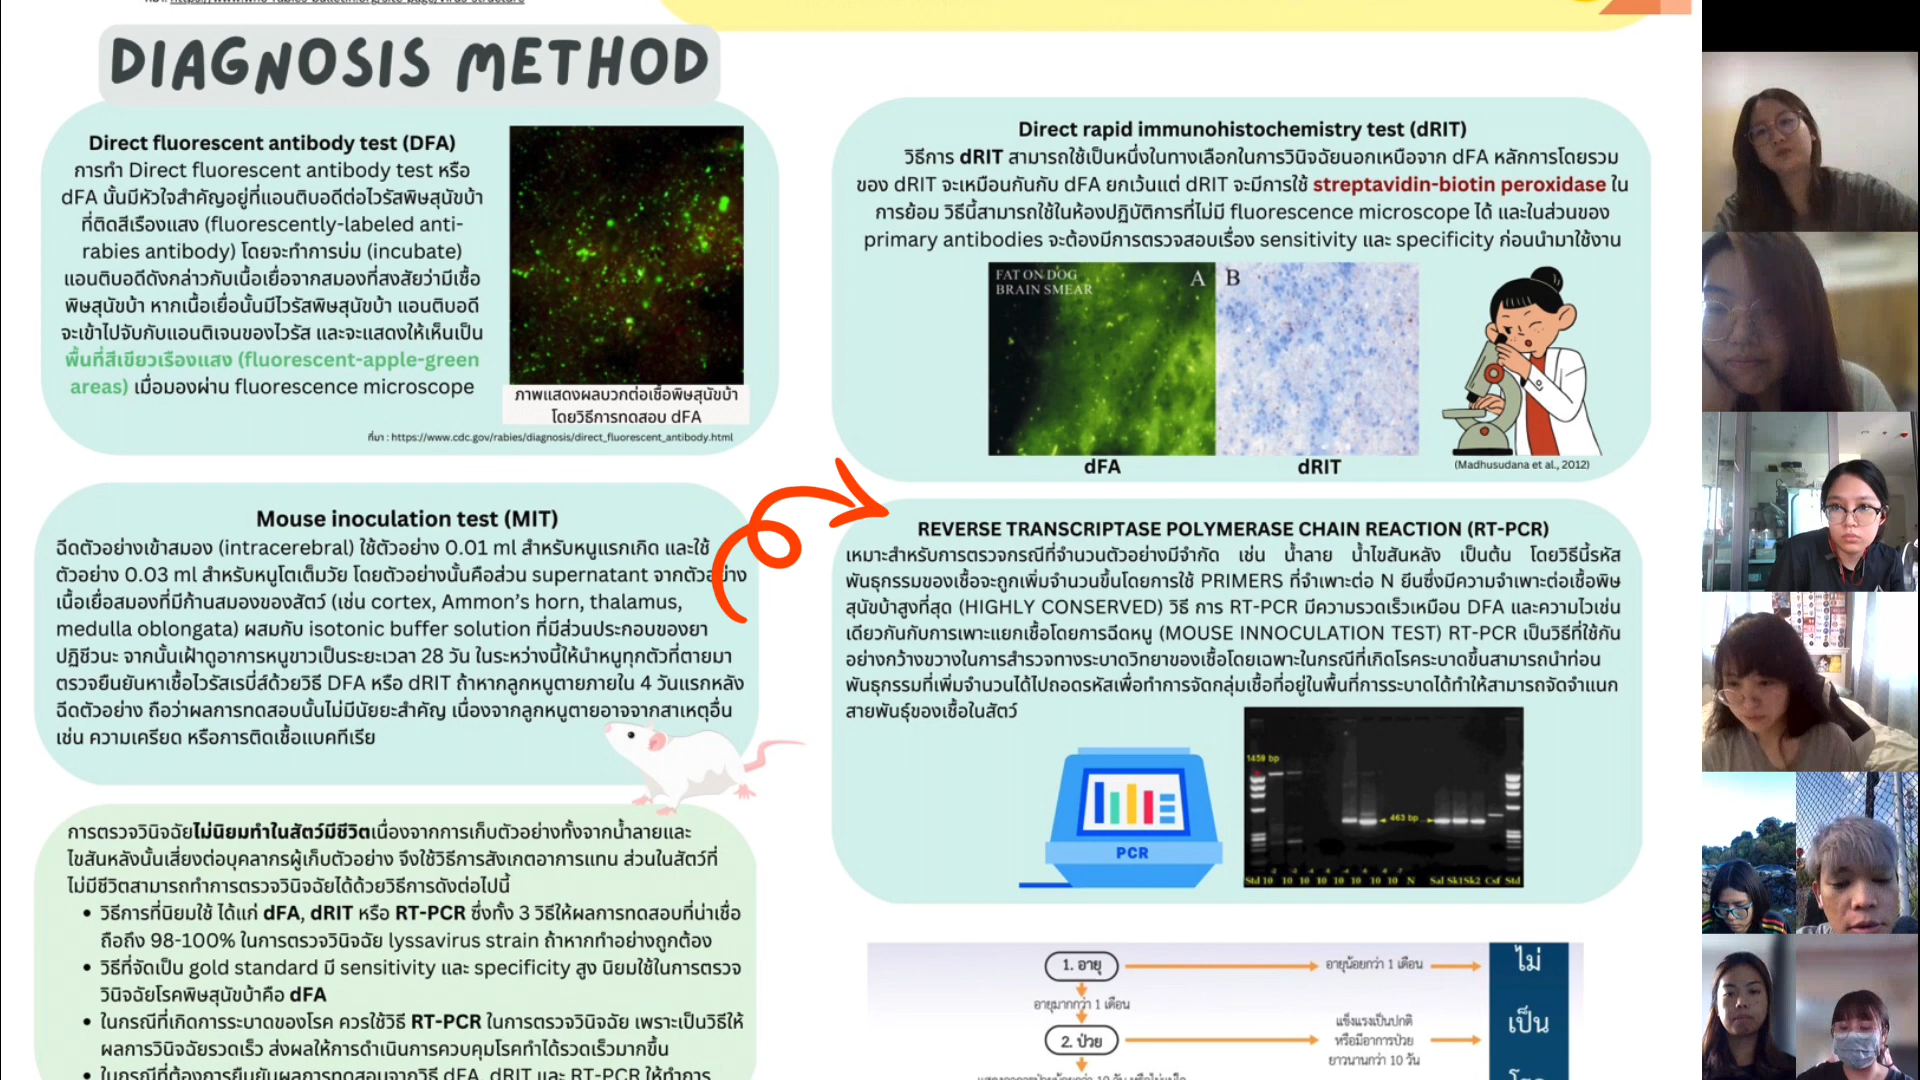 ที่มา: https://www.who-rabies-bulletin.org/site-page/virus-structure
DIAGNOSIS METHOD
Direct fluorescent antibody test (DFA)
การทำ Direct fluorescent antibody test หรือ
dFA นั้นมีหัวใจสำคัญอยู่ที่แอนติบอดีต่อไวรัสพิษสุนัขบ้า
ที่ติดสีเรืองแสง (fluorescently-labeled anti-
rabies antibody) โดยจะทำการบ่ม (incubate)
แอนติบอดีดังกล่าวกับเนื้อเยื่อจากสมองที่สงสัยว่ามีเชื้อ
พิษสุนัขบ้า หากเนื้อเยื่อนั้นมีไวรัสพิษสุนัขบ้า แอนติบอดี
จะเข้าไปจับกับแอนติเจนของไวรัส และจะแสดงให้เห็นเป็น
พื้นที่สีเขียวเรืองแสง (fluorescent-apple-green
areas) เมื่อมองผ่าน fluorescence microscope
ภาพแสดงผลบวกต่อเชื้อพิษสุนัขบ้า
โดยวิธีการทดสอบ dFA
ที่มา : https://www.cdc.gov/rabies/diagnosis/direct_fluorescent_antibody.html
Mouse inoculation test (MIT)
ฉีดตัวอย่างเข้าสมอง (intracerebral) ใช้ตัวอย่าง 0.01 ml สำหรับหนูแรกเกิด และใช้
ตัวอย่าง 0.03 ml สำหรับหนูโตเต็มวัย โดยตัวอย่างนั้นคือส่วน supernatant จากตัวอย่าง
เนื้อเยื่อสมองที่มีก้านสมองของสัตว์ (เช่น cortex, Ammon's horn, thalamus,
medulla oblongata) ผสมกับ isotonic buffer solution ที่มีส่วนประกอบของยา
ปฏิชีวนะ จากนั้นเฝ้าดูอาการหนูขาวเป็นระยะเวลา 28 วัน ในระหว่างนี้ให้นำหนูทุกตัวที่ตายมา
ตรวจยืนยันหาเชื้อไวรัสเรบี่ส์ด้วยวิธี DFA หรือ dRIT ถ้าหากลูกหนูตายภายใน 4 วันแรกหลัง
ฉีดตัวอย่าง ถือว่าผลการทดสอบนั้นไม่มีนัยยะสำคัญ เนื่องจากลูกหนูตายอาจจากสาเหตุอื่น
เช่น ความเครียด หรือการติดเชื้อแบคทีเรีย
การตรวจวินิจฉัยไม่นิยมทำในสัตว์มีชีวิตเนื่องจากการเก็บตัวอย่างทั้งจากน้ำลายและ
ไขสันหลังนั้นเสี่ยงต่อบุคลากรผู้เก็บตัวอย่าง จึงใช้วิธีการสังเกตอาการแทน ส่วนในสัตว์ที่
ไม่มีชีวิตสามารถทำการตรวจวินิจฉัยได้ด้วยวิธีการดังต่อไปนี้
• วิธีการที่นิยมใช้ ได้แก่ dFA, dRIT หรือ RT-PCR ซึ่งทั้ง 3 วิธีให้ผลการทดสอบที่น่าเชื่อ
ถือถึง 98-100% ในการตรวจวินิจฉัย lyssavirus strain ถ้าหากทำอย่างถูกต้อง
• วิธีที่จัดเป็น gold standard มี sensitivity และ specificity สูง นิยมใช้ในการตรวจ
วินิจฉัยโรคพิษสุนัขบ้าคือ dFA
• ในกรณีที่เกิดการระบาดของโรค ควรใช้วิธี RT-PCR ในการตรวจวินิจฉัย เพราะเป็นวิธีให้
ผลการวินิจฉัยรวดเร็ว ส่งผลให้การดำเนินการควบคุมโรคทำได้รวดเร็วมากขึ้น
• ในกรณีที่ต้องการยืนยันผลการทดสอบจากวิธี dFA, dRIT และ RT-PCR ให้ทำการ
Direct rapid immunohistochemistry test (dRIT)
วิธีการ dRIT สามารถใช้เป็นหนึ่งในทางเลือกในการวินิจฉัยนอกเหนือจาก dFA หลักการโดยรวม
ของ dRIT จะเหมือนกันกับ dFA ยกเว้นแต่ dRIT จะมีการใช้ streptavidin-biotin peroxidase ใน
การย้อม วิธีนี้สามารถใช้ในห้องปฏิบัติการที่ไม่มี fluorescence microscope ได้ และในส่วนของ
primary antibodies จะต้องมีการตรวจสอบเรื่อง sensitivity และ specificity ก่อนนำมาใช้งาน
FAT ON DOG
BRAIN SMEAR
A B
dFA dRIT
(Madhusudana et al., 2012)
REVERSE TRANSCRIPTASE POLYMERASE CHAIN REACTION (RT-PCR)
เหมาะสำหรับการตรวจกรณีที่จำนวนตัวอย่างมีจำกัด เช่น น้ำลาย น้ำไขสันหลัง เป็นต้น โดยวิธีนี้รหัส
พันธุกรรมของเชื้อจะถูกเพิ่มจำนวนขึ้นโดยการใช้ PRIMERS ที่จำเพาะต่อ N ยีนซึ่งมีความจำเพาะต่อเชื้อพิษ
สุนัขบ้าสูงที่สุด (HIGHLY CONSERVED) วิธี การ RT-PCR มีความรวดเร็วเหมือน DFA และความไวเช่น
เดียวกันกับการเพาะแยกเชื้อโดยการฉีดหนู (MOUSE INNOCULATION TEST) RT-PCR เป็นวิธีที่ใช้กัน
อย่างกว้างขวางในการสำรวจทางระบาดวิทยาของเชื้อโดยเฉพาะในกรณีที่เกิดโรคระบาดขึ้นสามารถนำท่อน
พันธุกรรมที่เพิ่มจำนวนได้ไปถอดรหัสเพื่อทำการจัดกลุ่มเชื้อที่อยู่ในพื้นที่การระบาดได้ทำให้สามารถจัดจำแนก
สายพันธุ์ของเชื้อในสัตว์
PCR
1459 bp
463 bp
Std 10 10 10 10 10 10 10 10 N Sal Sk1 Sk2 Csf Std
1. อายุ
อายุน้อยกว่า 1 เดือน
อายุมากกว่า 1 เดือน
2. ป่วย
แข็งแรงเป็นปกติ
หรือมีอาการป่วย
ยาวนานกว่า 10 วัน
ไม่
เป็น
โรค